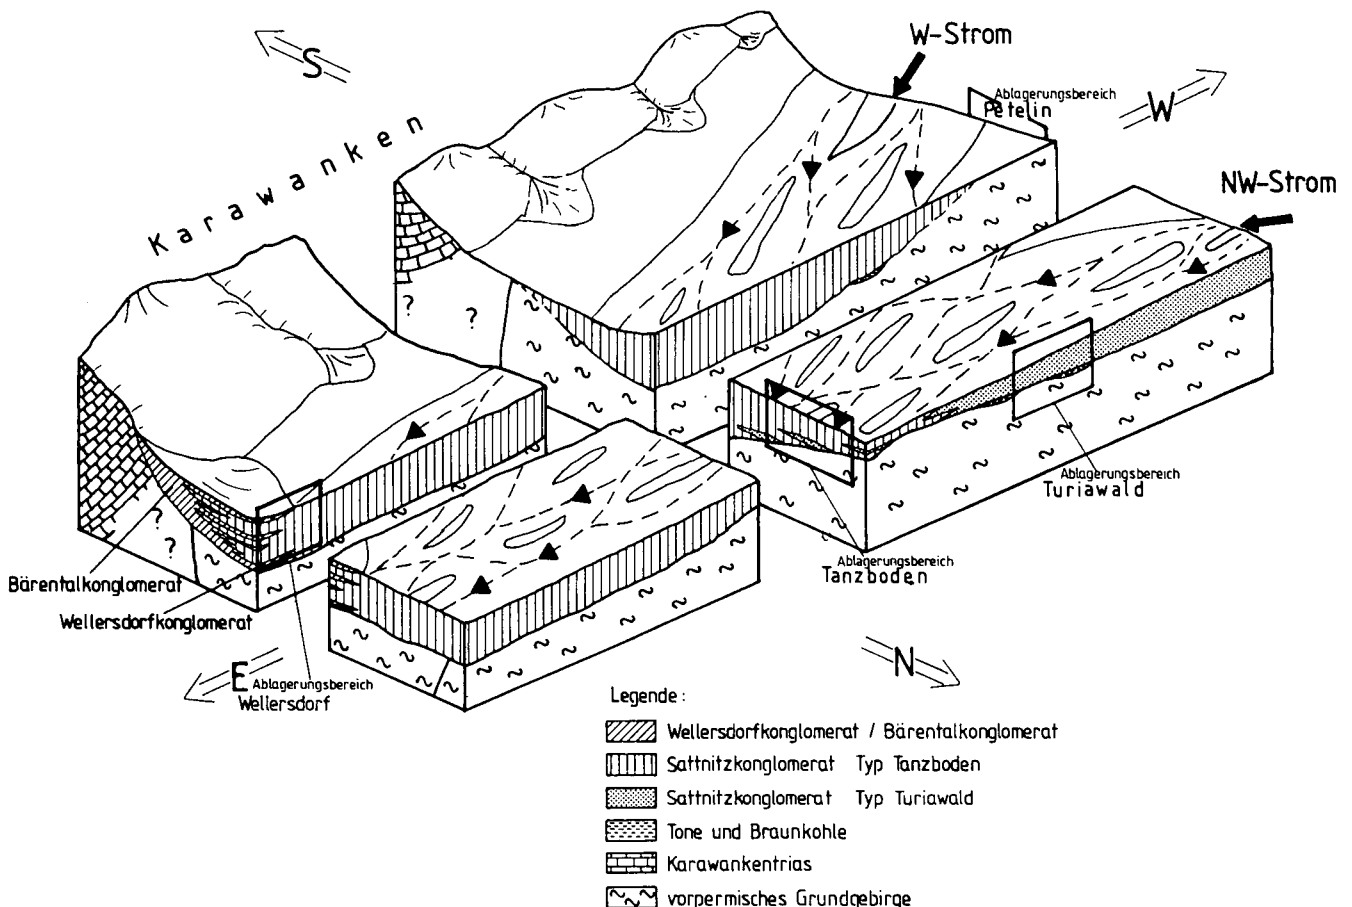 W-Strom
S
Ablagerungsbereich
Petelin
W
Karawanken
NW-Strom
?
?
Ablagerungsbereich
Turiawald
?
Ablagerungsbereich
Tanzboden
Bärentalkonglomerat
Wellersdorfkonglomerat
E
N
Ablagerungsbereich
Wellersdorf
Legende:
Wellersdorfkonglomerat / Bärentalkonglomerat
Sattnitzkonglomerat Typ Tanzboden
Sattnitzkonglomerat Typ Turiawald
Tone und Braunkohle
Karawankentrias
vorpermisches Grundgebirge